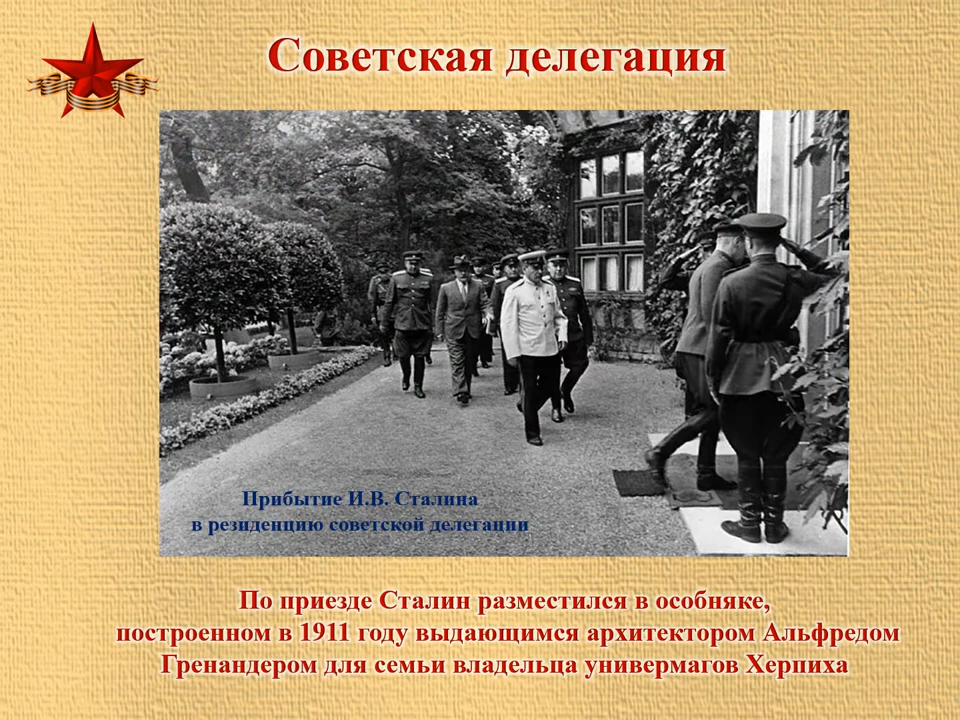 Советская делегация
Прибытие И.В. Сталина
в резиденцию советской делегации
По приезде Сталин разместился в особняке,
построенном в 1911 году выдающимся архитектором Альфредом
Гренандером для семьи владельца универмагов Херпиха